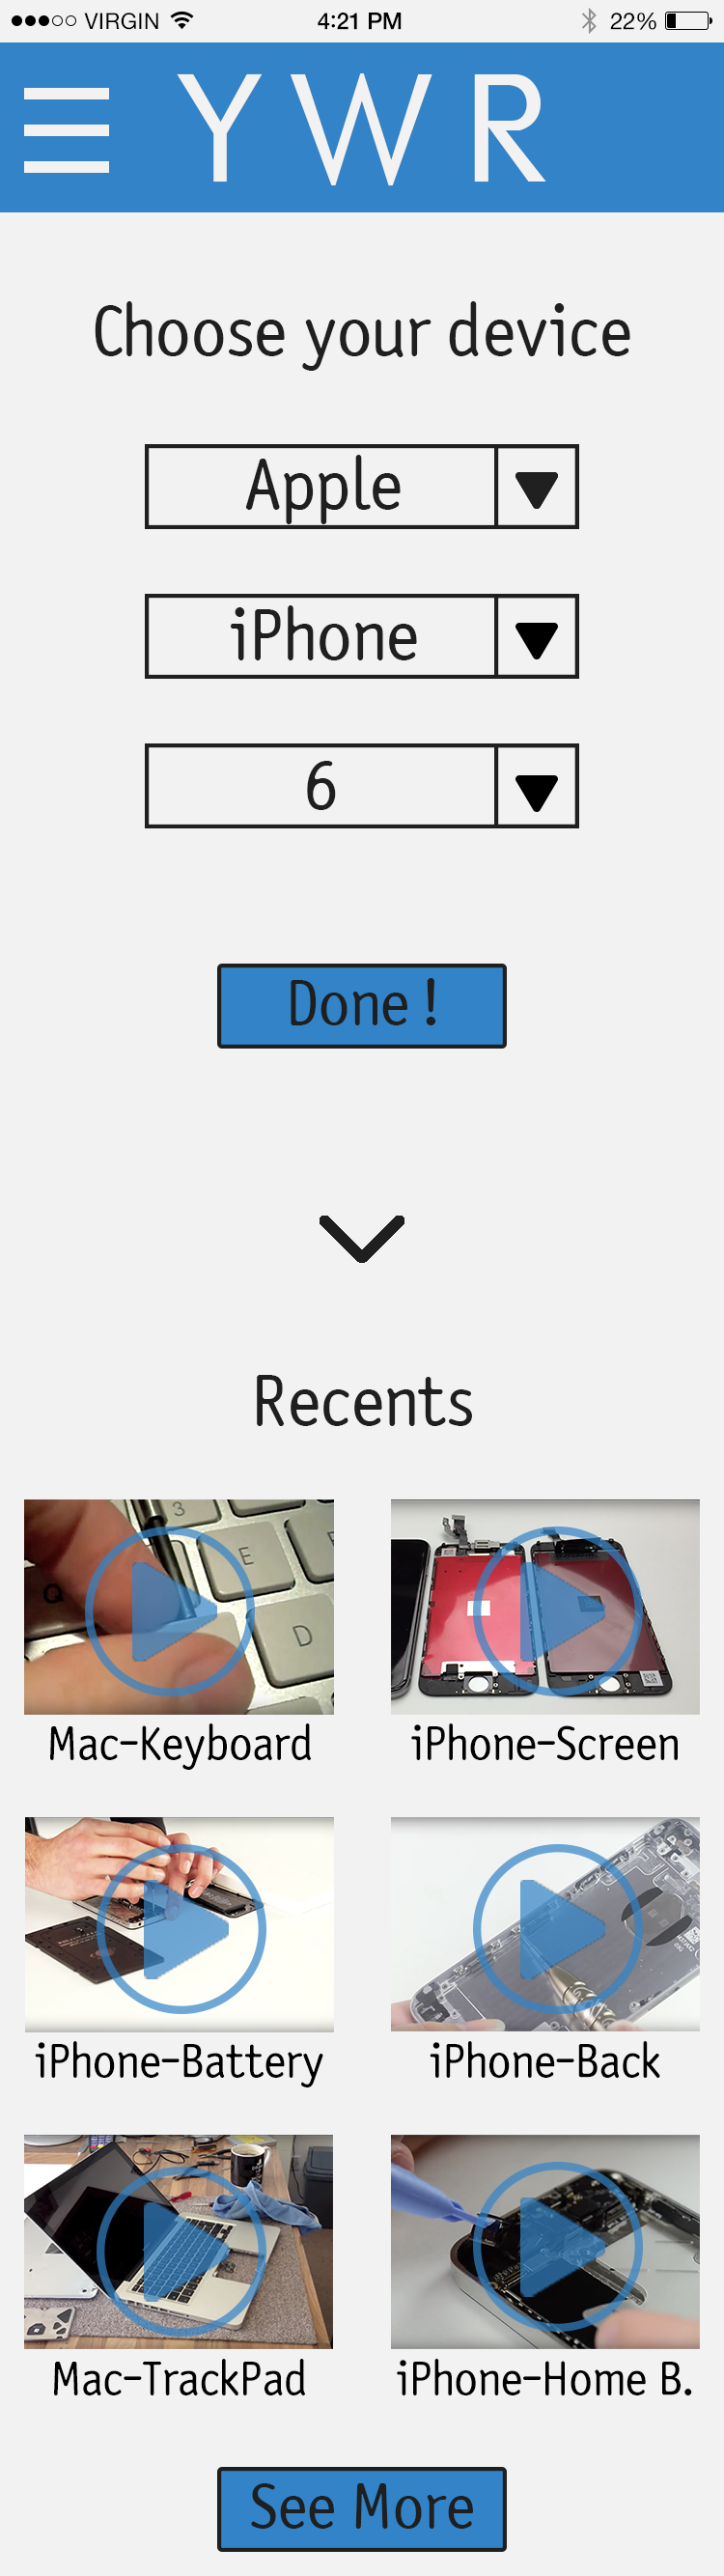 VIRGIN 4:21 PM 22%
YWR
Choose your device
Apple
iPhone
6
Done !
Recents
3
E
Q
D
Mac-Keyboard
iPhone-Screen
iPhone-Battery
iPhone-Back
Mac-TrackPad
iPhone-Home B.
See More